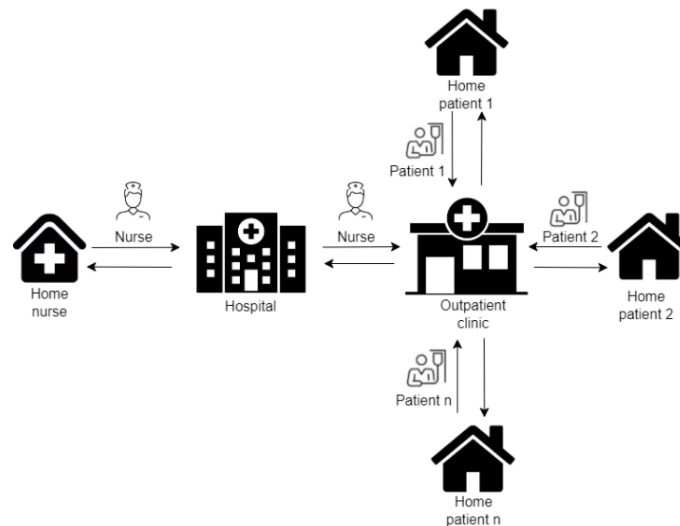 Home
patient 1
Patient 1
Nurse
Nurse
Patient 2
Home
nurse
Hospital
Outpatient
clinic
Home
patient 2
Patient n
Home
patient n